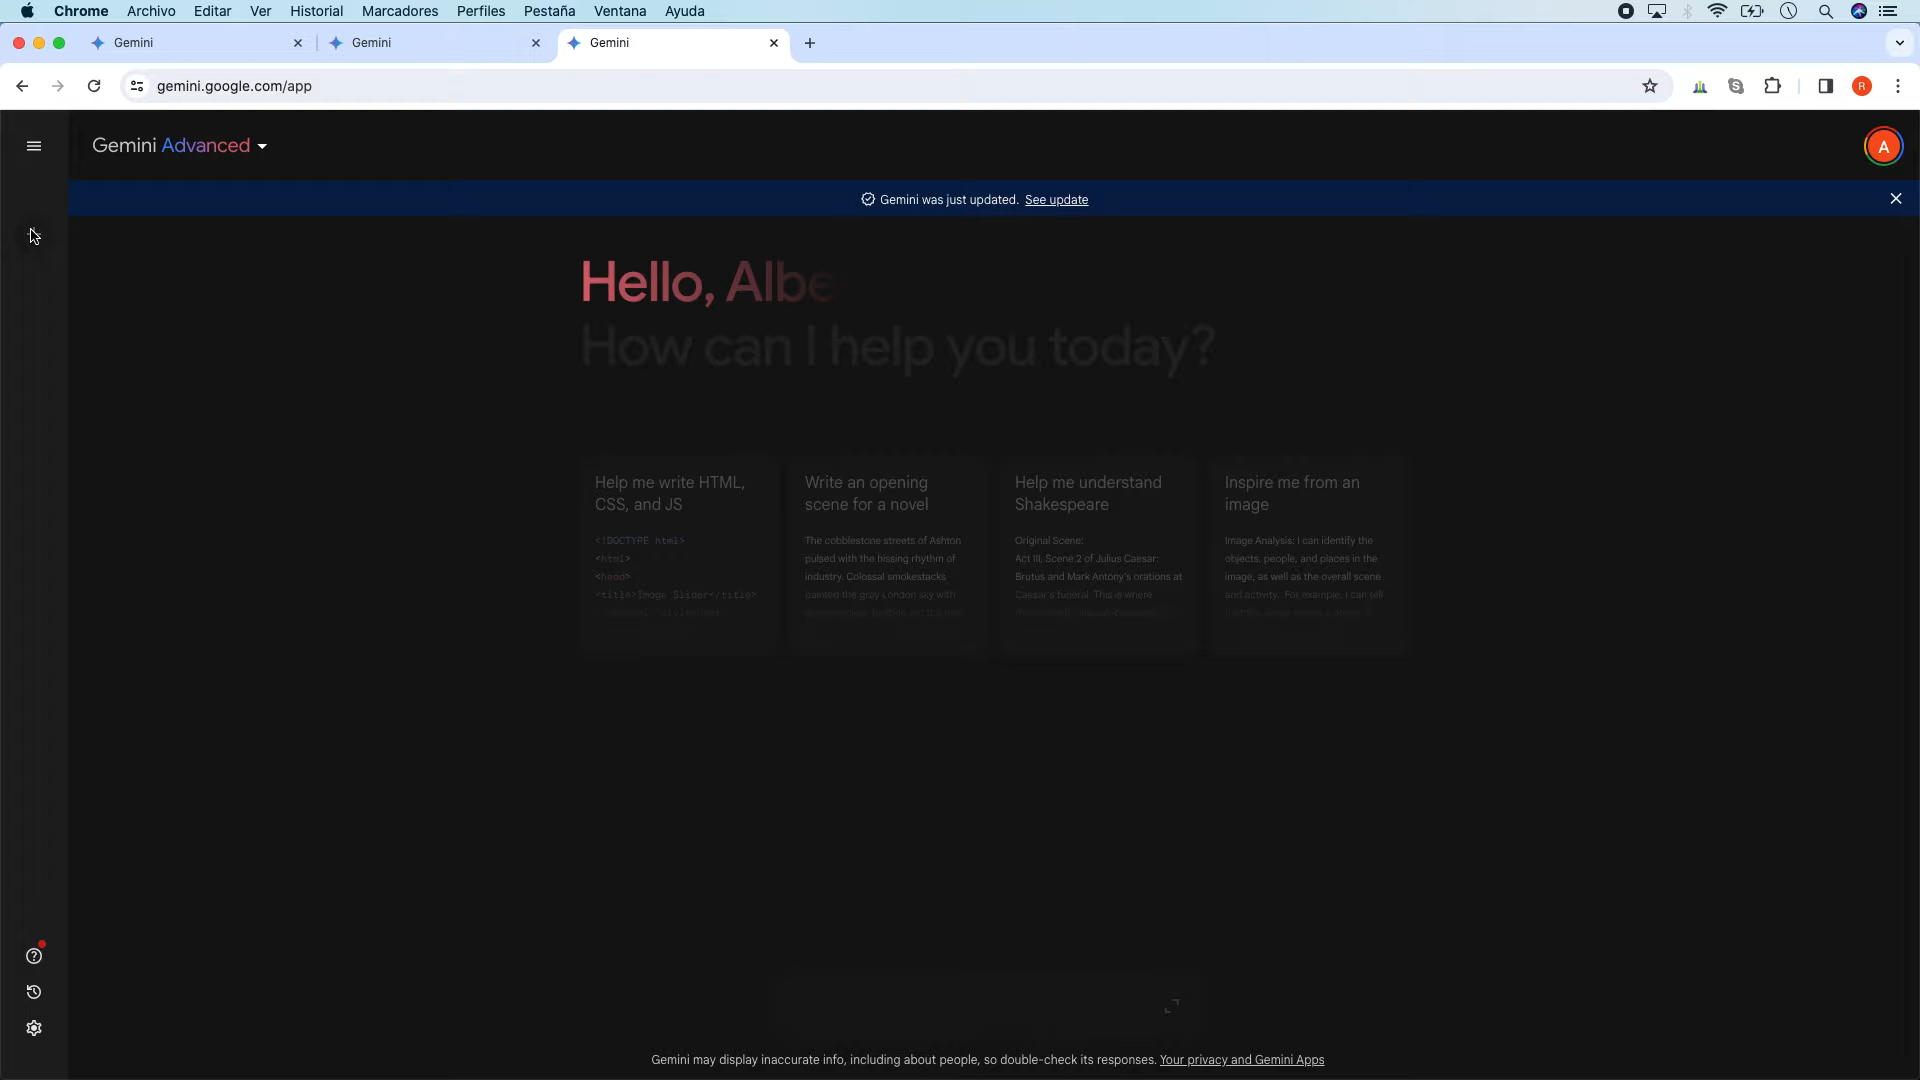 Chrome Archivo Editar Ver Historial Marcadores Perfiles Pestaña Ventana Ayuda
Gemini Gemini Gemini
gemini.google.com/app
R
Gemini Advanced
A
Gemini was just updated. See update
Hello, Albe
How can I help you today?
Help me write HTML,
CSS, and JS
<!DOCTYPE html>
<html>
<head>
<title>Image Slider</title>
Write an opening
scene for a novel
The cobblestone streets of Ashton
pulsed with the hissing rhythm of
industry. Colossal smokestacks
painted the gray London sky with
Help me understand
Shakespeare
Original Scene:
Act III, Scene 2 of Julius Caesar:
Brutus and Mark Antony's orations at
Caesar's funeral. This is where
Inspire me from an
image
Image Analysis: I can identify the
objects, people, and places in the
image, as well as the overall scene
and activity. For example, I can tell
Gemini may display inaccurate info, including about people, so double-check its responses. Your privacy and Gemini Apps